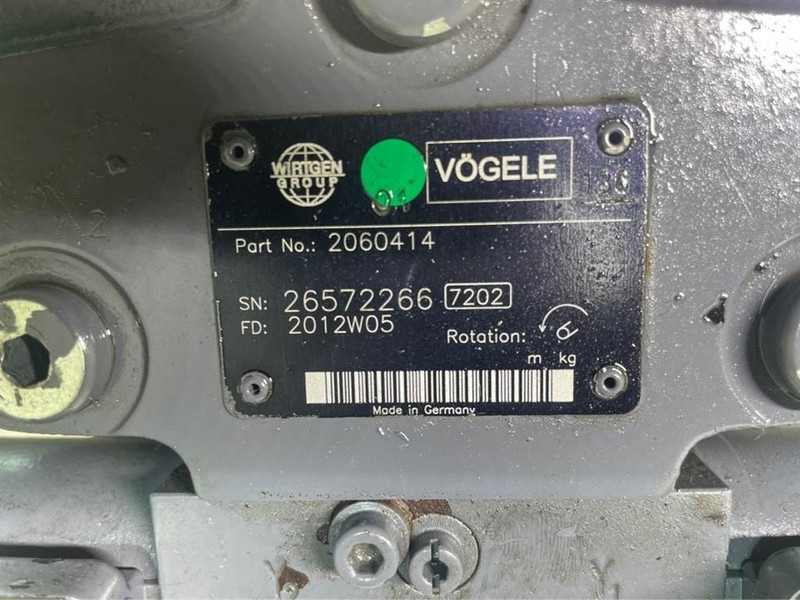 WIRTGEN
GROUP
VÖGELE
Part No.: 2060414
SN: 26572266 7202
FD: 2012W05
Rotation:
m kg
Made in Germany